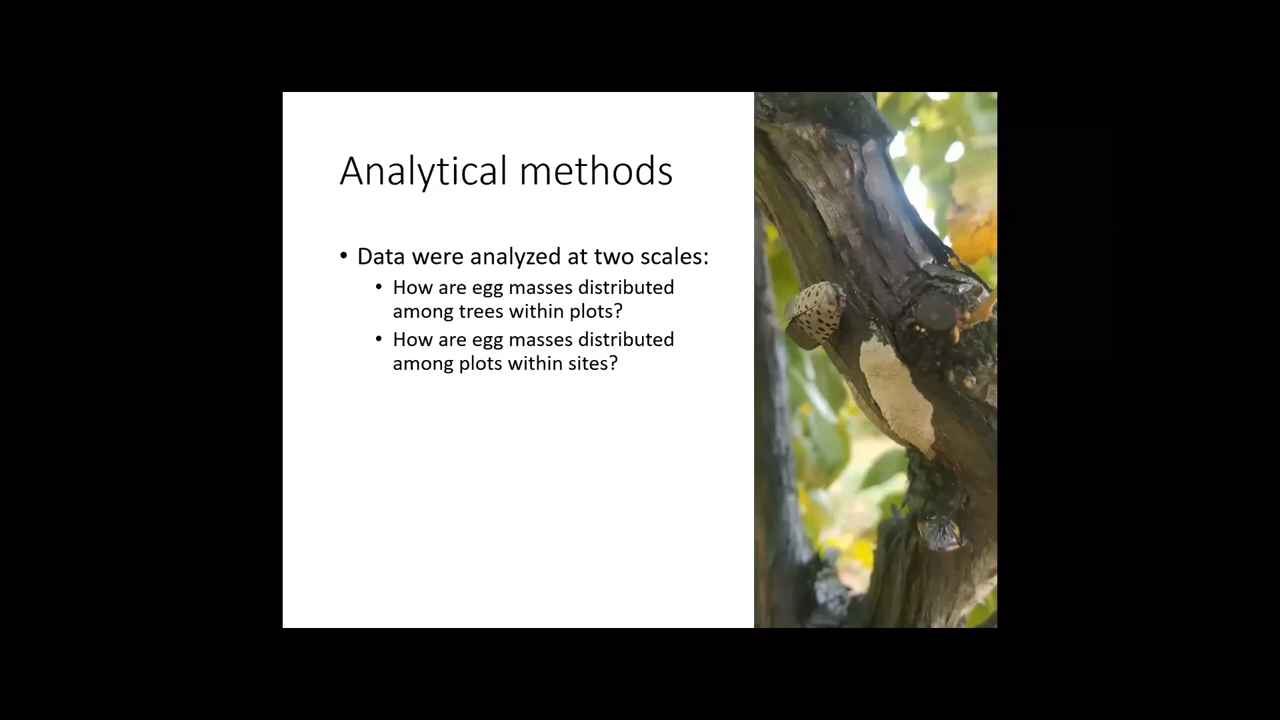 Analytical methods
• Data were analyzed at two scales:
• How are egg masses distributed
among trees within plots?
• How are egg masses distributed
among plots within sites?